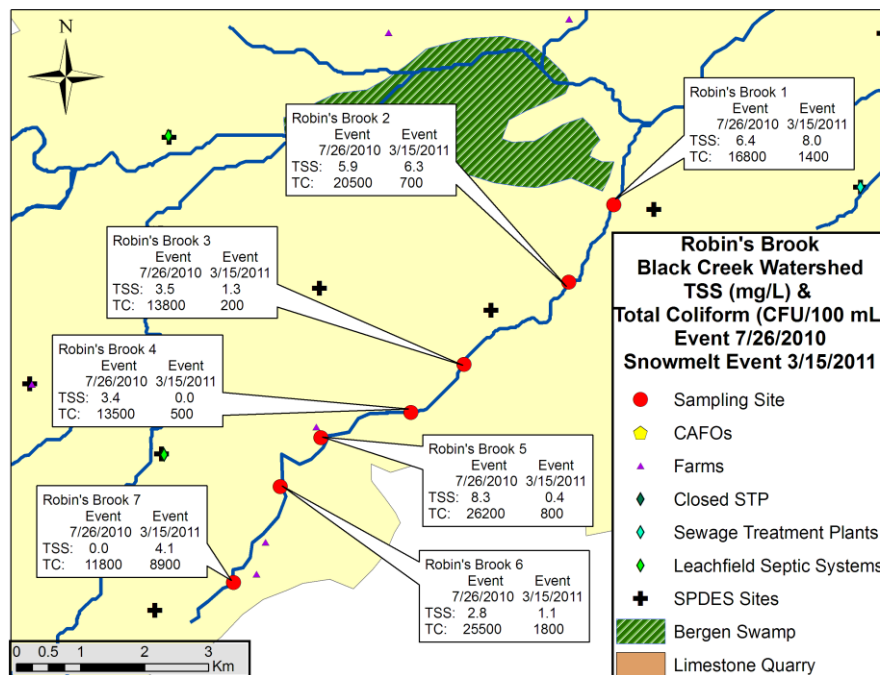 N
Robin's Brook 1
Event Event
7/26/2010 3/15/2011
TSS: 6.4 8.0
TC: 16800 1400
Robin's Brook 2
Event Event
7/26/2010 3/15/2011
TSS: 5.9 6.3
TC: 20500 700
Robin's Brook 3
Event Event
7/26/2010 3/15/2011
TSS: 3.5 1.3
TC: 13800 200
Robin's Brook 4
Event Event
7/26/2010 3/15/2011
TSS: 3.4 0.0
TC: 13500 500
Robin's Brook 5
Event Event
7/26/2010 3/15/2011
TSS: 8.3 0.4
TC: 26200 800
Robin's Brook 7
Event Event
7/26/2010 3/15/2011
TSS: 0.0 4.1
TC: 11800 8900
Robin's Brook 6
Event Event
7/26/2010 3/15/2011
TSS: 2.8 1.1
TC: 25500 1800
Robin's Brook
Black Creek Watershed
TSS (mg/L) &
Total Coliform (CFU/100 mL
Event 7/26/2010
Snowmelt Event 3/15/2011
Sampling Site
CAFOs
Farms
Closed STP
Sewage Treatment Plants
Leachfield Septic Systems
SPDES Sites
Bergen Swamp
Limestone Quarry
0 0.5 1 2 3
Km